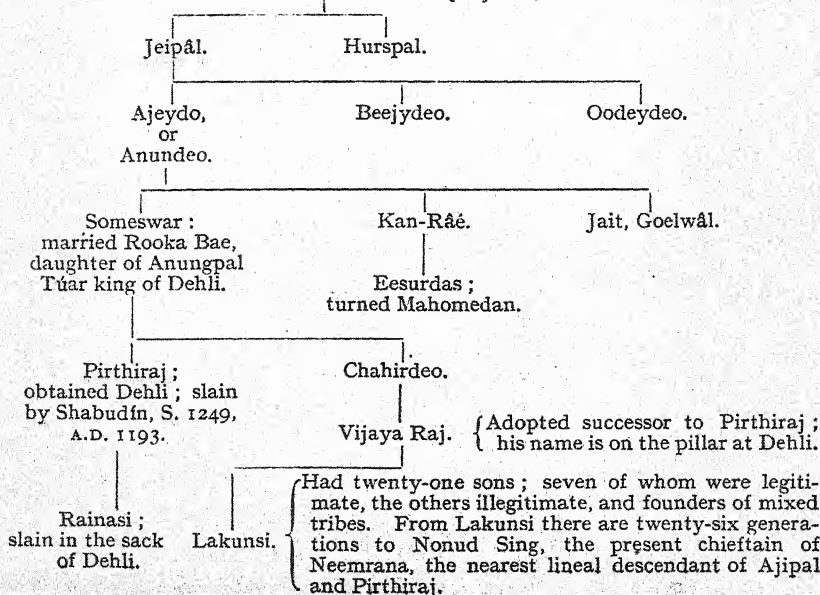 Jeipâl. Hurspal.
Ajeydo, Beejydeo. Oodeydeo.
or
Anundeo.
Someswar : Kan-Râé. Jait, Goelwâl.
married Rooka Bae,
daughter of Anungpal Eesurdas ;
Túar king of Dehli. turned Mahomedan.
Pirthiraj ; Chahirdeo.
obtained Dehli ; slain
by Shabudín, S. 1249,
A.D. 1193. Vijaya Raj. { Adopted successor to Pirthiraj ;
his name is on the pillar at Dehli.
Had twenty-one sons ; seven of whom were legiti-
mate, the others illegitimate, and founders of mixed
Rainasi ; tribes. From Lakunsi there are twenty-six genera-
slain in the sack Lakunsi. { tions to Nonud Sing, the present chieftain of
of Dehli. Neemrana, the nearest lineal descendant of Ajipal
and Pirthiraj.